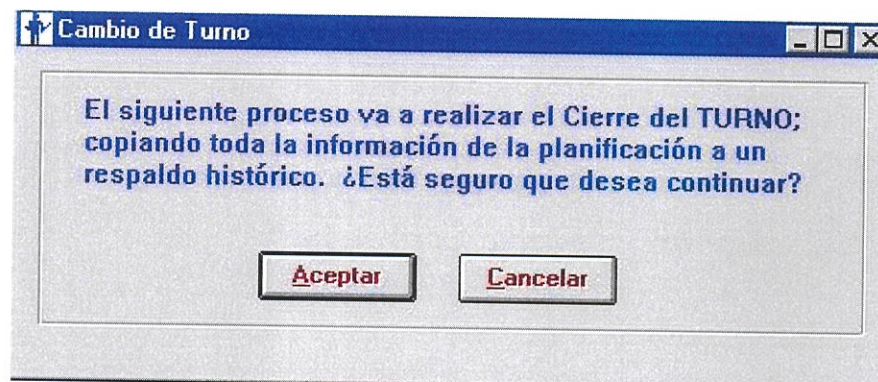 Cambio de Turno
El siguiente proceso va a realizar el Cierre del TURNO;
copiando toda la información de la planificación a un
respaldo histórico. ¿Está seguro que desea continuar?
Aceptar
Cancelar